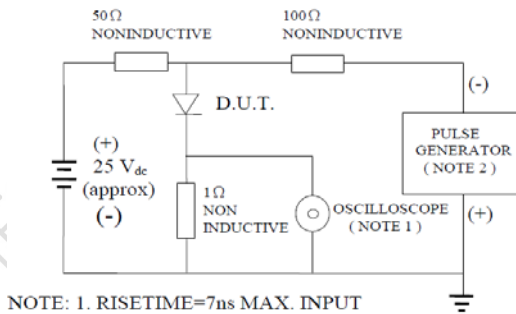 50Ω
NONINDUCTIVE
100Ω
NONINDUCTIVE
(-)
D.U.T.
PULSE
GENERATOR
( NOTE 2 )
(+)
25 Vdc
(approx)
(-)
1Ω
NON
INDUCTIVE
OSCILLOSCOPE
( NOTE 1 )
(+)
NOTE: 1. RISETIME=7ns MAX. INPUT